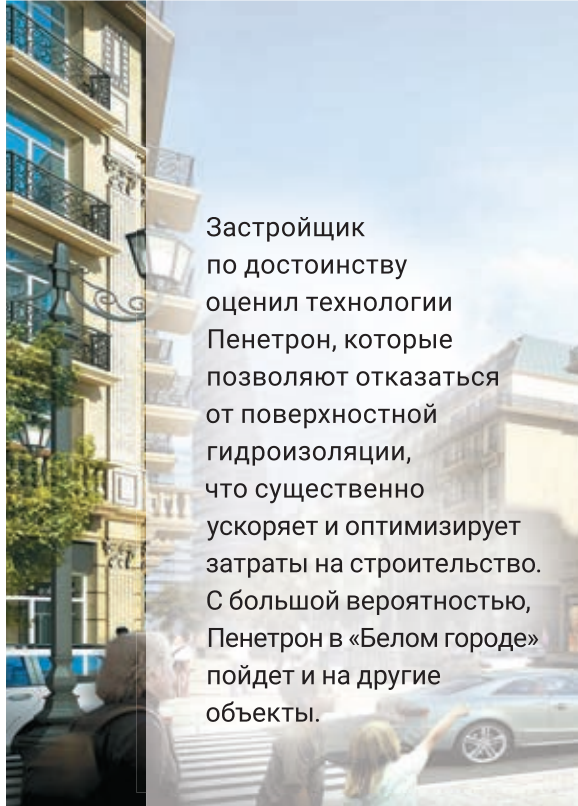 Застройщик
по достоинству
оценил технологии
Пенетрон, которые
позволяют отказаться
от поверхностной
гидроизоляции,
что существенно
ускоряет и оптимизирует
затраты на строительство.
С большой вероятностью,
Пенетрон в «Белом городе»
пойдет и на другие
объекты.